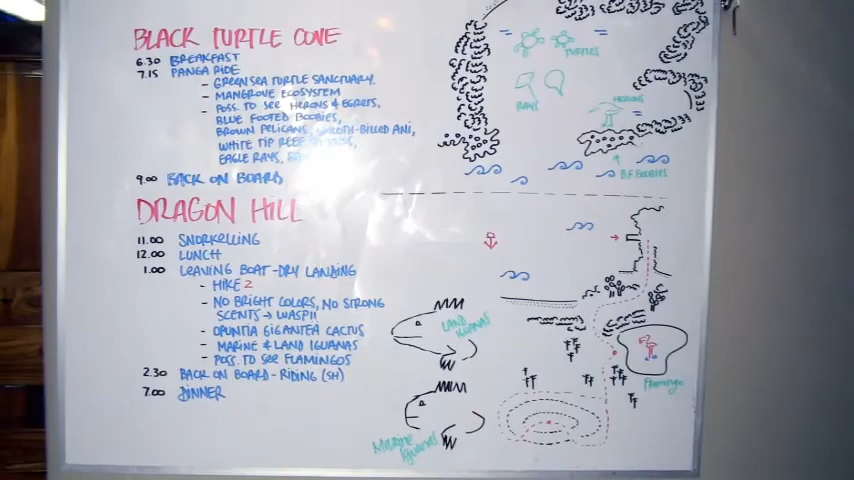 BLACK TURTLE COVE
6.30 BREAKFAST
7.15 PANGA RIDE
- GREEN SEA TURTLE SANCTUARY.
- MANGROVE ECOSYSTEM
- POSS. TO SEE HERONS & EGRETS,
BLUE FOOTED BOOBIES,
BROWN PELICANS, SMOOTH-BILLED ANI,
WHITE TIP REEF
EAGLE RAYS,
9.00 BACK ON BOARD
TURTLES
RAYS
HERONS
B.F. BOOBIES
DRAGON HILL
11.00 SNORKELLING
12.00 LUNCH
1.00 LEAVING BOAT - DRY LANDING
- HIKE 2
- NO BRIGHT COLORS, NO STRONG
SCENTS → WASP!!
- OPUNTIA GIGANTEA CACTUS
- MARINE & LAND IGUANAS
- POSS. TO SEE FLAMINGOS
2.30 BACK ON BOARD - RIDING (5H)
7.00 DINNER
LAND
IGUANAS
Flamingo
Marine
Iguanas